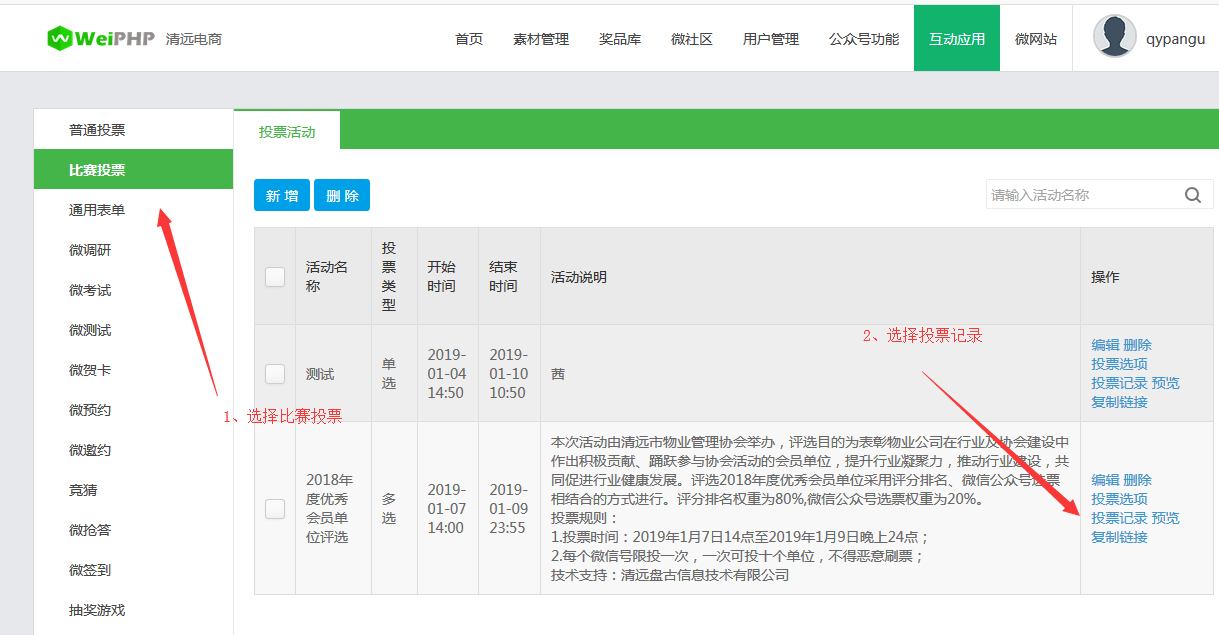 WeiPHP 清远电商
首页 素材管理 奖品库 微社区 用户管理 公众号功能 互动应用 微网站 qypangu
普通投票
比赛投票
通用表单
微调研
微考试
微测试
微贺卡
微预约
微邀约
竞猜
微抢答
微签到
抽奖游戏
投票活动
新 增 删 除
请输入活动名称
活动名
称
投
票
类
型
开始
时间
结束
时间
活动说明
操作
测试
单
选
2019-
01-04
14:50
2019-
01-10
10:50
茜
编辑 删除
投票选项
投票记录 预览
复制链接
2018年
度优秀
会员单
位评选
多
选
2019-
01-07
14:00
2019-
01-09
23:55
本次活动由清远市物业管理协会举办，评选目的为表彰物业公司在行业及协会建设中
作出积极贡献、踊跃参与协会活动的会员单位，提升行业凝聚力，推动行业建设，共
同促进行业健康发展。评选2018年度优秀会员单位采用评分排名、微信公众号选票
相结合的方式进行。评分排名权重为80%,微信公众号选票权重为20%。
投票规则：
1.投票时间：2019年1月7日14点至2019年1月9日晚上24点；
2.每个微信号限投一次，一次可投十个单位，不得恶意刷票；
技术支持：清远盘古信息技术有限公司
编辑 删除
投票选项
投票记录 预览
复制链接
1、选择比赛投票
2、选择投票记录